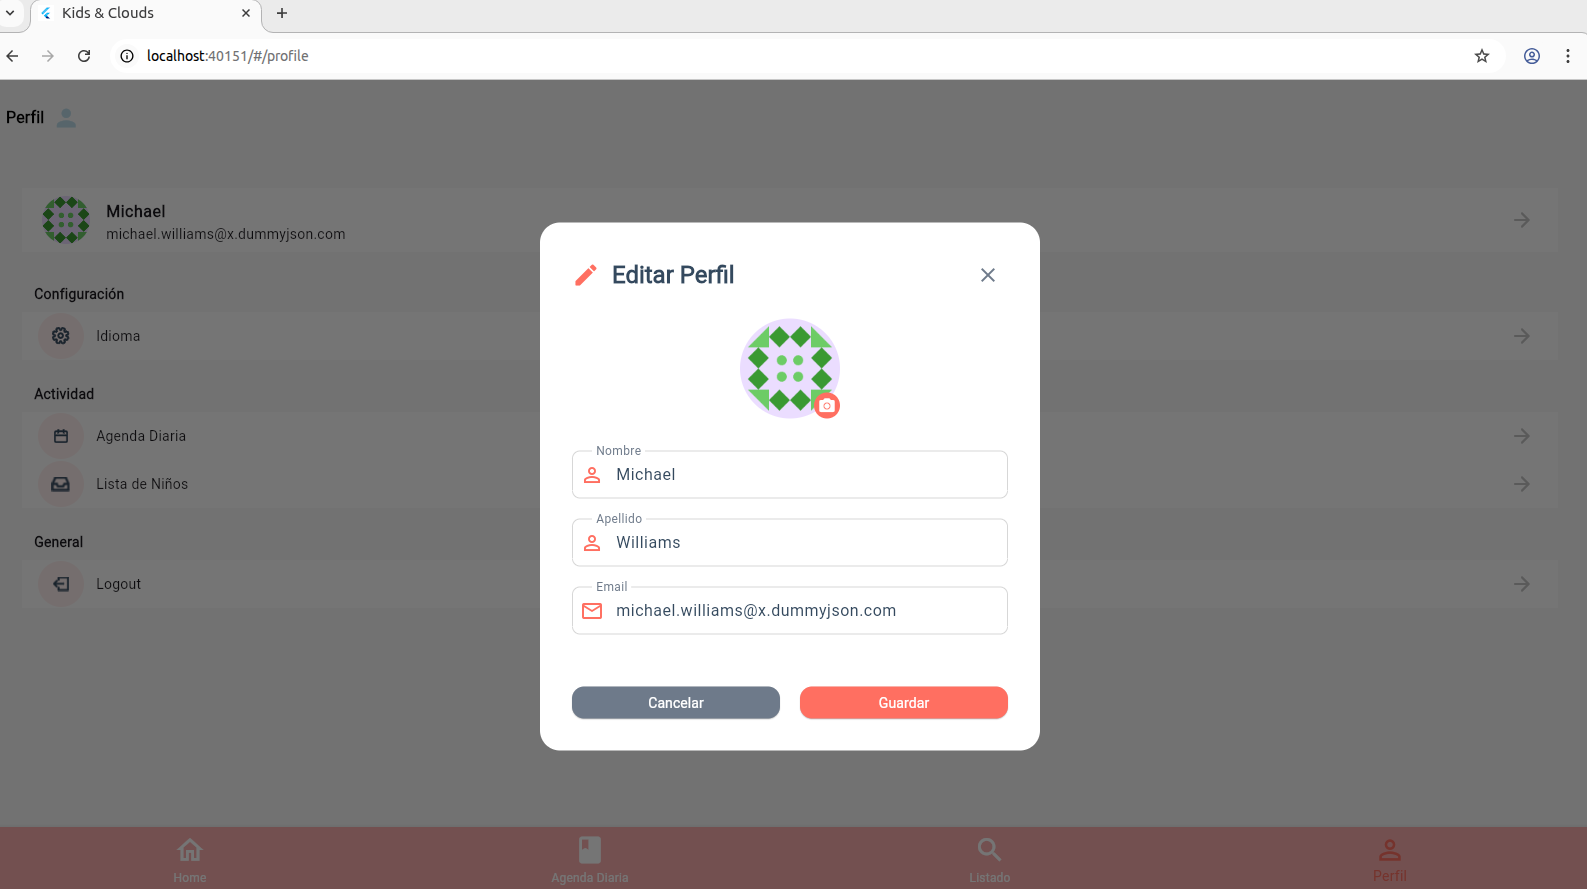 Kids & Clouds
localhost:40151/#/profile
Perfil
Michael
michael.williams@x.dummyjson.com
Configuración
Idioma
Actividad
Agenda Diaria
Lista de Niños
General
Logout
Editar Perfil
Nombre
Michael
Apellido
Williams
Email
michael.williams@x.dummyjson.com
Cancelar
Guardar
Home
Agenda Diaria
Listado
Perfil